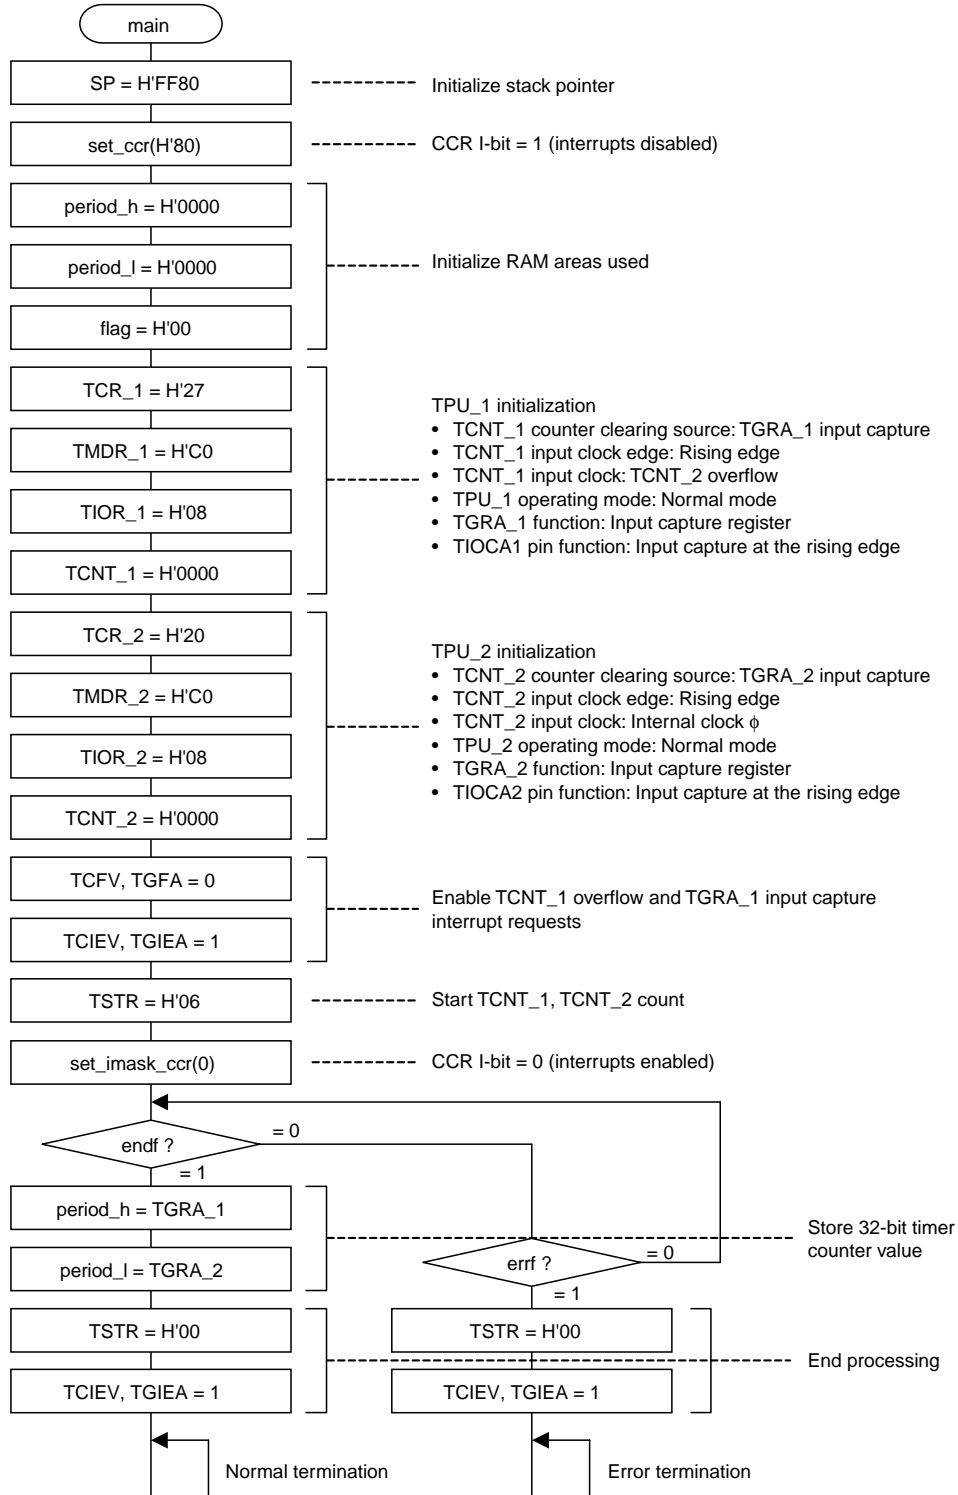 main
SP = H'FF80
Initialize stack pointer
set_ccr(H'80)
CCR I-bit = 1 (interrupts disabled)
period_h = H'0000
period_l = H'0000
Initialize RAM areas used
flag = H'00
TCR_1 = H'27
TMDR_1 = H'C0
TIOR_1 = H'08
TCNT_1 = H'0000
TPU_1 initialization
• TCNT_1 counter clearing source: TGRA_1 input capture
• TCNT_1 input clock edge: Rising edge
• TCNT_1 input clock: TCNT_2 overflow
• TPU_1 operating mode: Normal mode
• TGRA_1 function: Input capture register
• TIOCA1 pin function: Input capture at the rising edge
TCR_2 = H'20
TMDR_2 = H'C0
TIOR_2 = H'08
TCNT_2 = H'0000
TPU_2 initialization
• TCNT_2 counter clearing source: TGRA_2 input capture
• TCNT_2 input clock edge: Rising edge
• TCNT_2 input clock: Internal clock ϕ
• TPU_2 operating mode: Normal mode
• TGRA_2 function: Input capture register
• TIOCA2 pin function: Input capture at the rising edge
TCFV, TGFA = 0
TCIEV, TGIEA = 1
Enable TCNT_1 overflow and TGRA_1 input capture
interrupt requests
TSTR = H'06
Start TCNT_1, TCNT_2 count
set_imask_ccr(0)
CCR I-bit = 0 (interrupts enabled)
endf ?
= 0
= 1
period_h = TGRA_1
period_l = TGRA_2
Store 32-bit timer
counter value
errf ?
= 0
= 1
TSTR = H'00
TSTR = H'00
End processing
TCIEV, TGIEA = 1
TCIEV, TGIEA = 1
Normal termination
Error termination